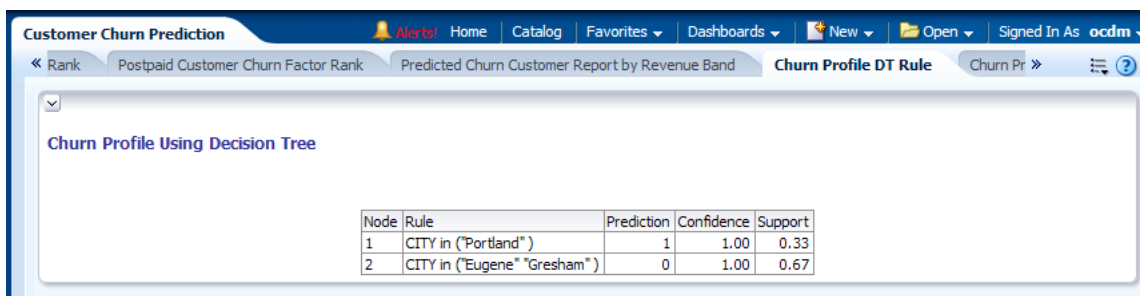 Customer Churn Prediction Alerts! Home Catalog Favorites Dashboards New Open Signed In As ocdm
« Rank Postpaid Customer Churn Factor Rank Predicted Churn Customer Report by Revenue Band Churn Profile DT Rule Churn Pr » ?
Churn Profile Using Decision Tree
Node Rule Prediction Confidence Support
1 CITY in ("Portland" ) 1 1.00 0.33
2 CITY in ("Eugene" "Gresham" ) 0 1.00 0.67